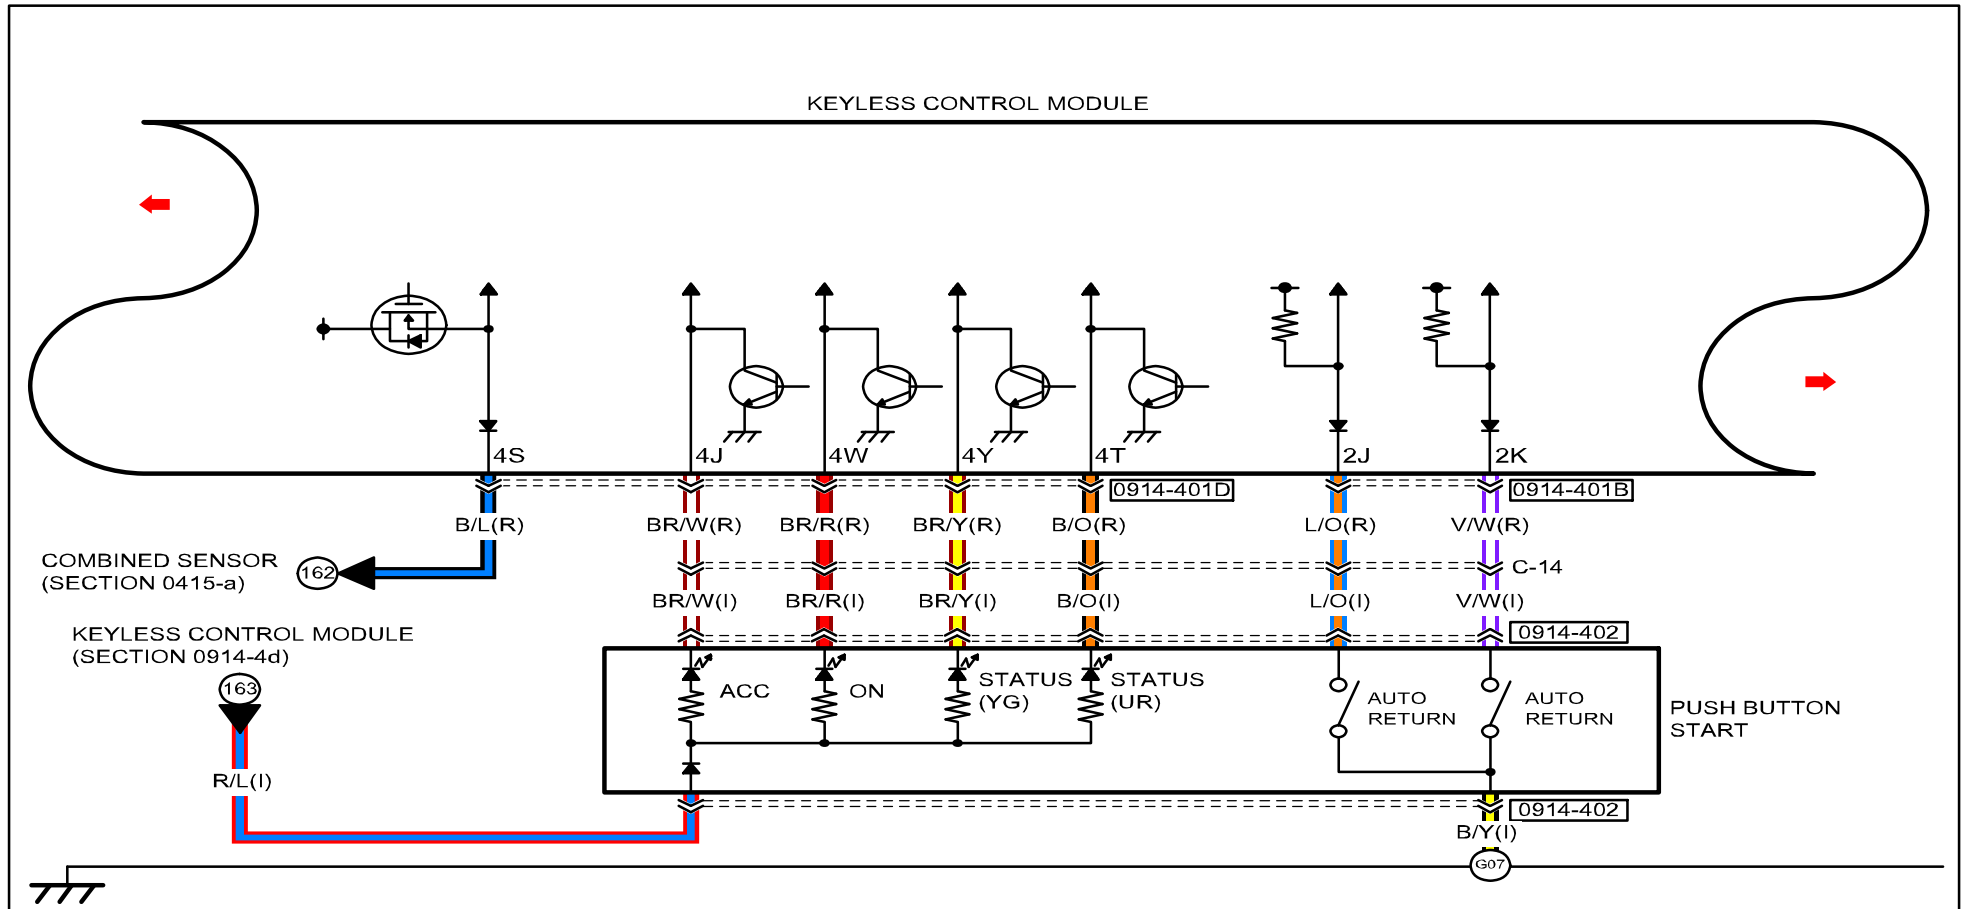 KEYLESS CONTROL MODULE
4S
4J
4W
4Y
4T
2J
2K
0914-401D
0914-401B
B/L(R)
BR/W(R)
BR/R(R)
BR/Y(R)
B/O(R)
L/O(R)
V/W(R)
COMBINED SENSOR
(SECTION 0415-a)
162
C-14
BR/W(I)
BR/R(I)
BR/Y(I)
B/O(I)
L/O(I)
V/W(I)
KEYLESS CONTROL MODULE
(SECTION 0914-4d)
163
0914-402
ACC
ON
STATUS
(YG)
STATUS
(UR)
AUTO
RETURN
AUTO
RETURN
PUSH BUTTON
START
R/L(I)
0914-402
B/Y(I)
G07